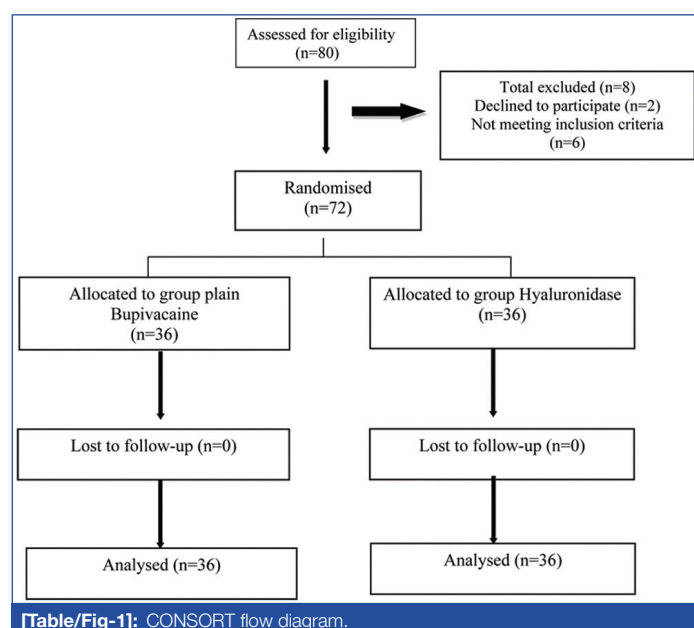 Assessed for eligibility
(n=80)
Total excluded (n=8)
Declined to participate (n=2)
Not meeting inclusion criteria
(n=6)
Randomised
(n=72)
Allocated to group plain
Bupivacaine
(n=36)
Allocated to group Hyaluronidase
(n=36)
Lost to follow-up (n=0)
Lost to follow-up (n=0)
Analysed (n=36)
Analysed (n=36)
[Table/Fig-1]: CONSORT flow diagram.